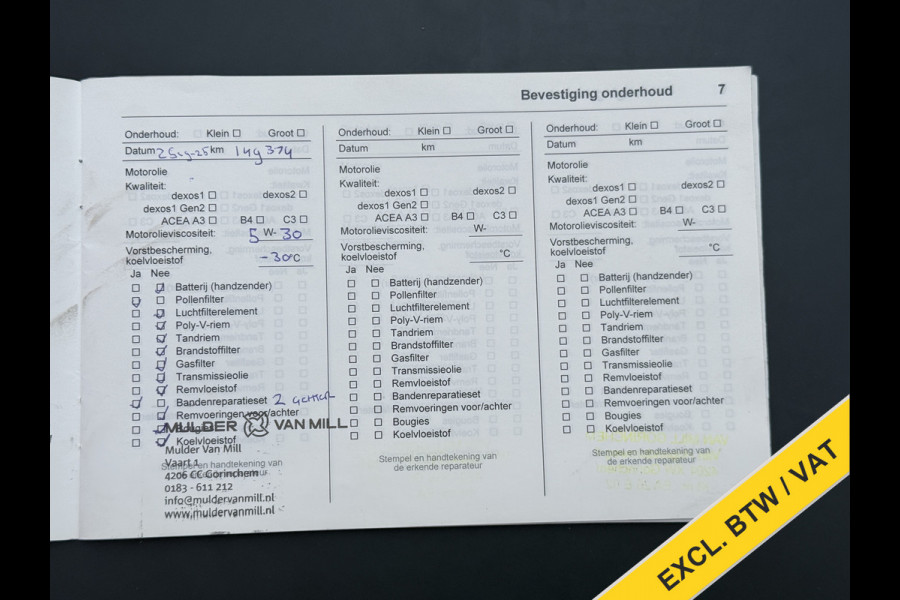 Bevestiging onderhoud 7
Onderhoud: Klein Groot
Datum 25-9-25 km 149374
Motorolie
Kwaliteit:
dexos1 dexos2
dexos1 Gen2
ACEA A3 B4 C3
Motorolieviscositeit: 5 W- 30
Vorstbescherming,
koelvloeistof -30°C
Ja Nee
Batterij (handzender)
Pollenfilter
Luchtfilterelement
Poly-V-riem
Tandriem
Brandstoffilter
Gasfilter
Transmissieolie
Remvloeistof
Bandenreparatieset 2
Remvoeringen voor/achter
Bougies
Koelvloeistof
MULDER VAN MILL
Mulder Van Mill
Vaart 1
Stempel en handtekening van
4206 CC Gorinchem
0183 - 611 212
info@muldervanmill.nl
www.muldervanmill.nl
Onderhoud: Klein Groot
Datum km
Motorolie
Kwaliteit:
dexos1 dexos2
dexos1 Gen2
ACEA A3 B4 C3
Motorolieviscositeit: W-
Vorstbescherming,
koelvloeistof °C
Ja Nee
Batterij (handzender)
Pollenfilter
Luchtfilterelement
Poly-V-riem
Tandriem
Brandstoffilter
Gasfilter
Transmissieolie
Remvloeistof
Bandenreparatieset
Remvoeringen voor/achter
Bougies
Koelvloeistof
Stempel en handtekening van
de erkende reparateur
Onderhoud: Klein Groot
Datum km
Motorolie
Kwaliteit:
dexos1 dexos2
dexos1 Gen2
ACEA A3 B4 C3
Motorolieviscositeit: W-
Vorstbescherming,
koelvloeistof °C
Ja Nee
Batterij (handzender)
Pollenfilter
Luchtfilterelement
Poly-V-riem
Tandriem
Brandstoffilter
Gasfilter
Transmissieolie
Remvloeistof
Bandenreparatieset
Remvoeringen voor/achter
Bougies
Koelvloeistof
Stempel en handtekening van
de erkende reparateur
EXCL. BTW / VAT